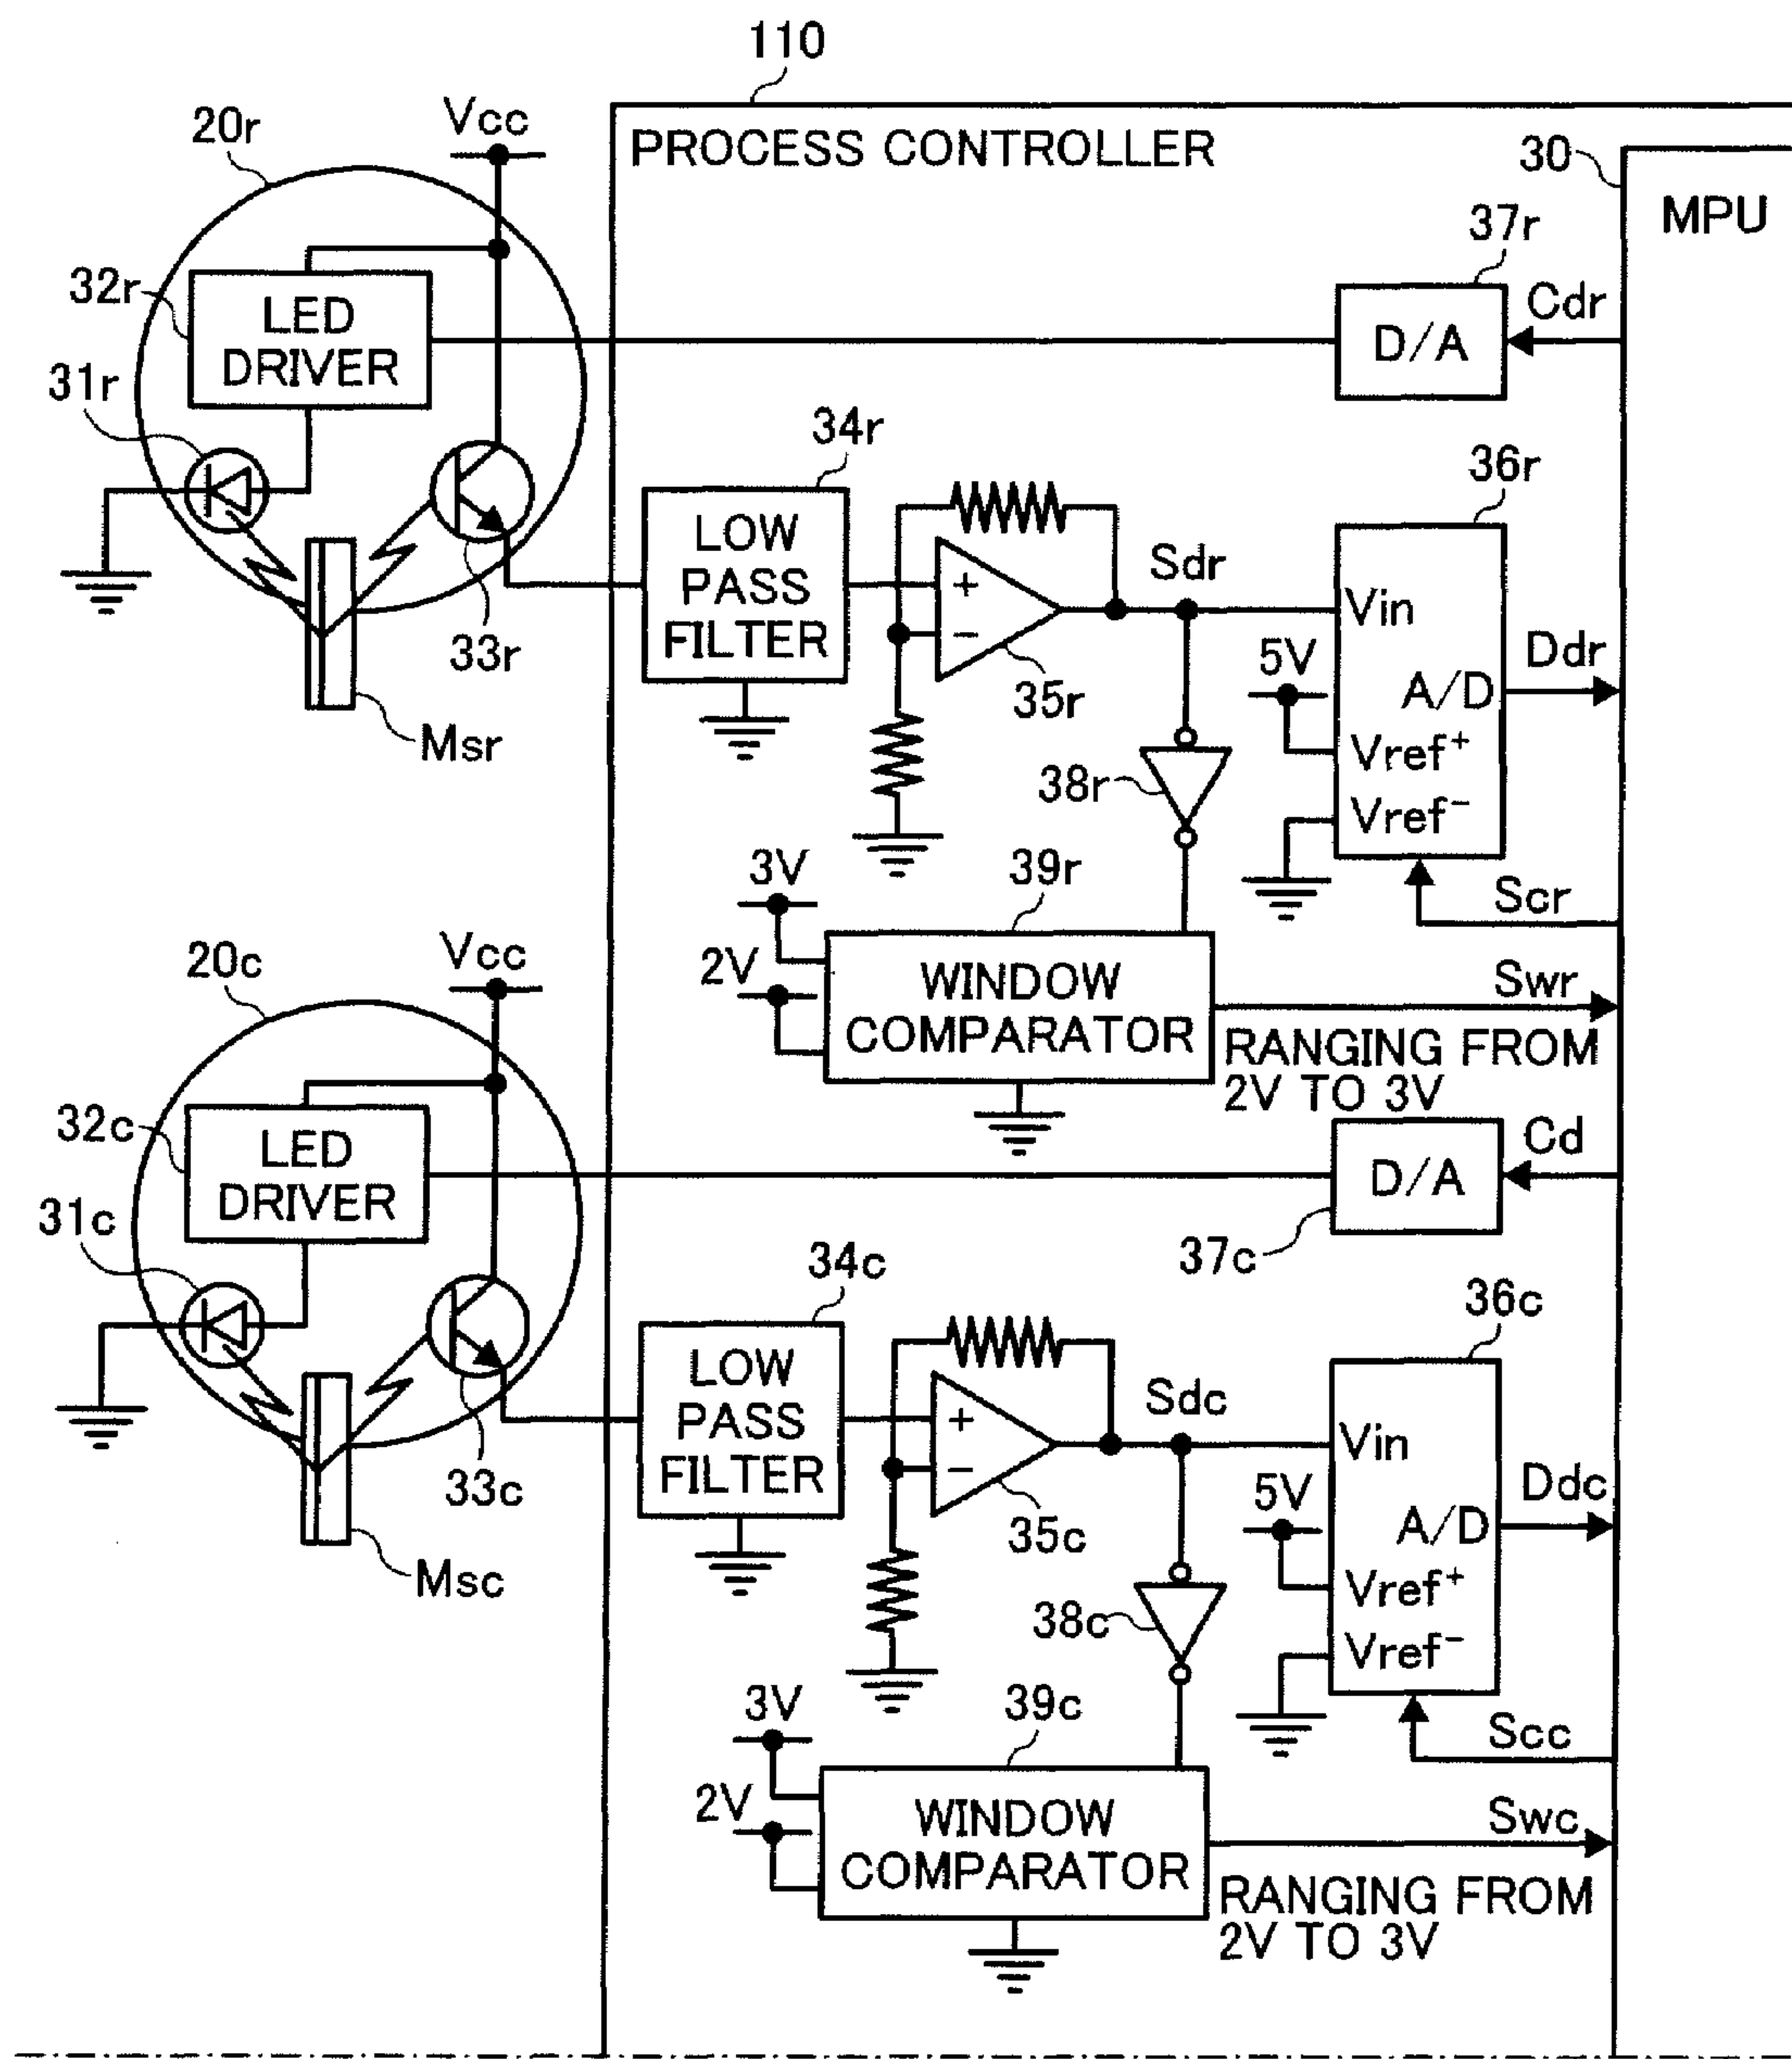 110
20r
Vcc
PROCESS CONTROLLER
30
MPU
37r
32r
LED
DRIVER
Cdr
D/A
31r
34r
36r
LOW
PASS
FILTER
+
−
Sdr
Vin
33r
35r
5V
A/D
Ddr
Msr
Vref+
38r
Vref−
3V
39r
Scr
20c
Vcc
2V
WINDOW
COMPARATOR
Swr
RANGING FROM
2V TO 3V
32c
LED
DRIVER
Cd
D/A
31c
37c
34c
36c
LOW
PASS
FILTER
+
−
Sdc
Vin
33c
35c
5V
A/D
Ddc
Msc
Vref+
38c
Vref−
3V
39c
Scc
2V
WINDOW
COMPARATOR
Swc
RANGING FROM
2V TO 3V